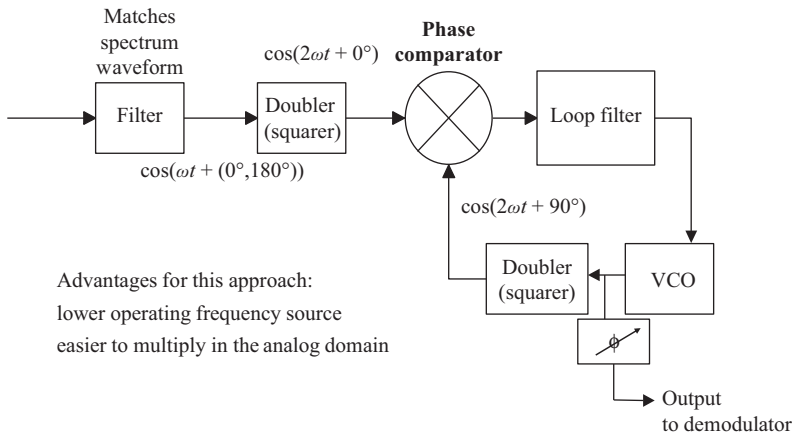 Matches
spectrum
waveform
Filter
cos(ωt + (0°,180°))
cos(2ωt + 0°)
Doubler
(squarer)
Phase
comparator
Loop filter
cos(2ωt + 90°)
Doubler
(squarer)
VCO
ϕ
Output
to demodulator
Advantages for this approach:
lower operating frequency source
easier to multiply in the analog domain